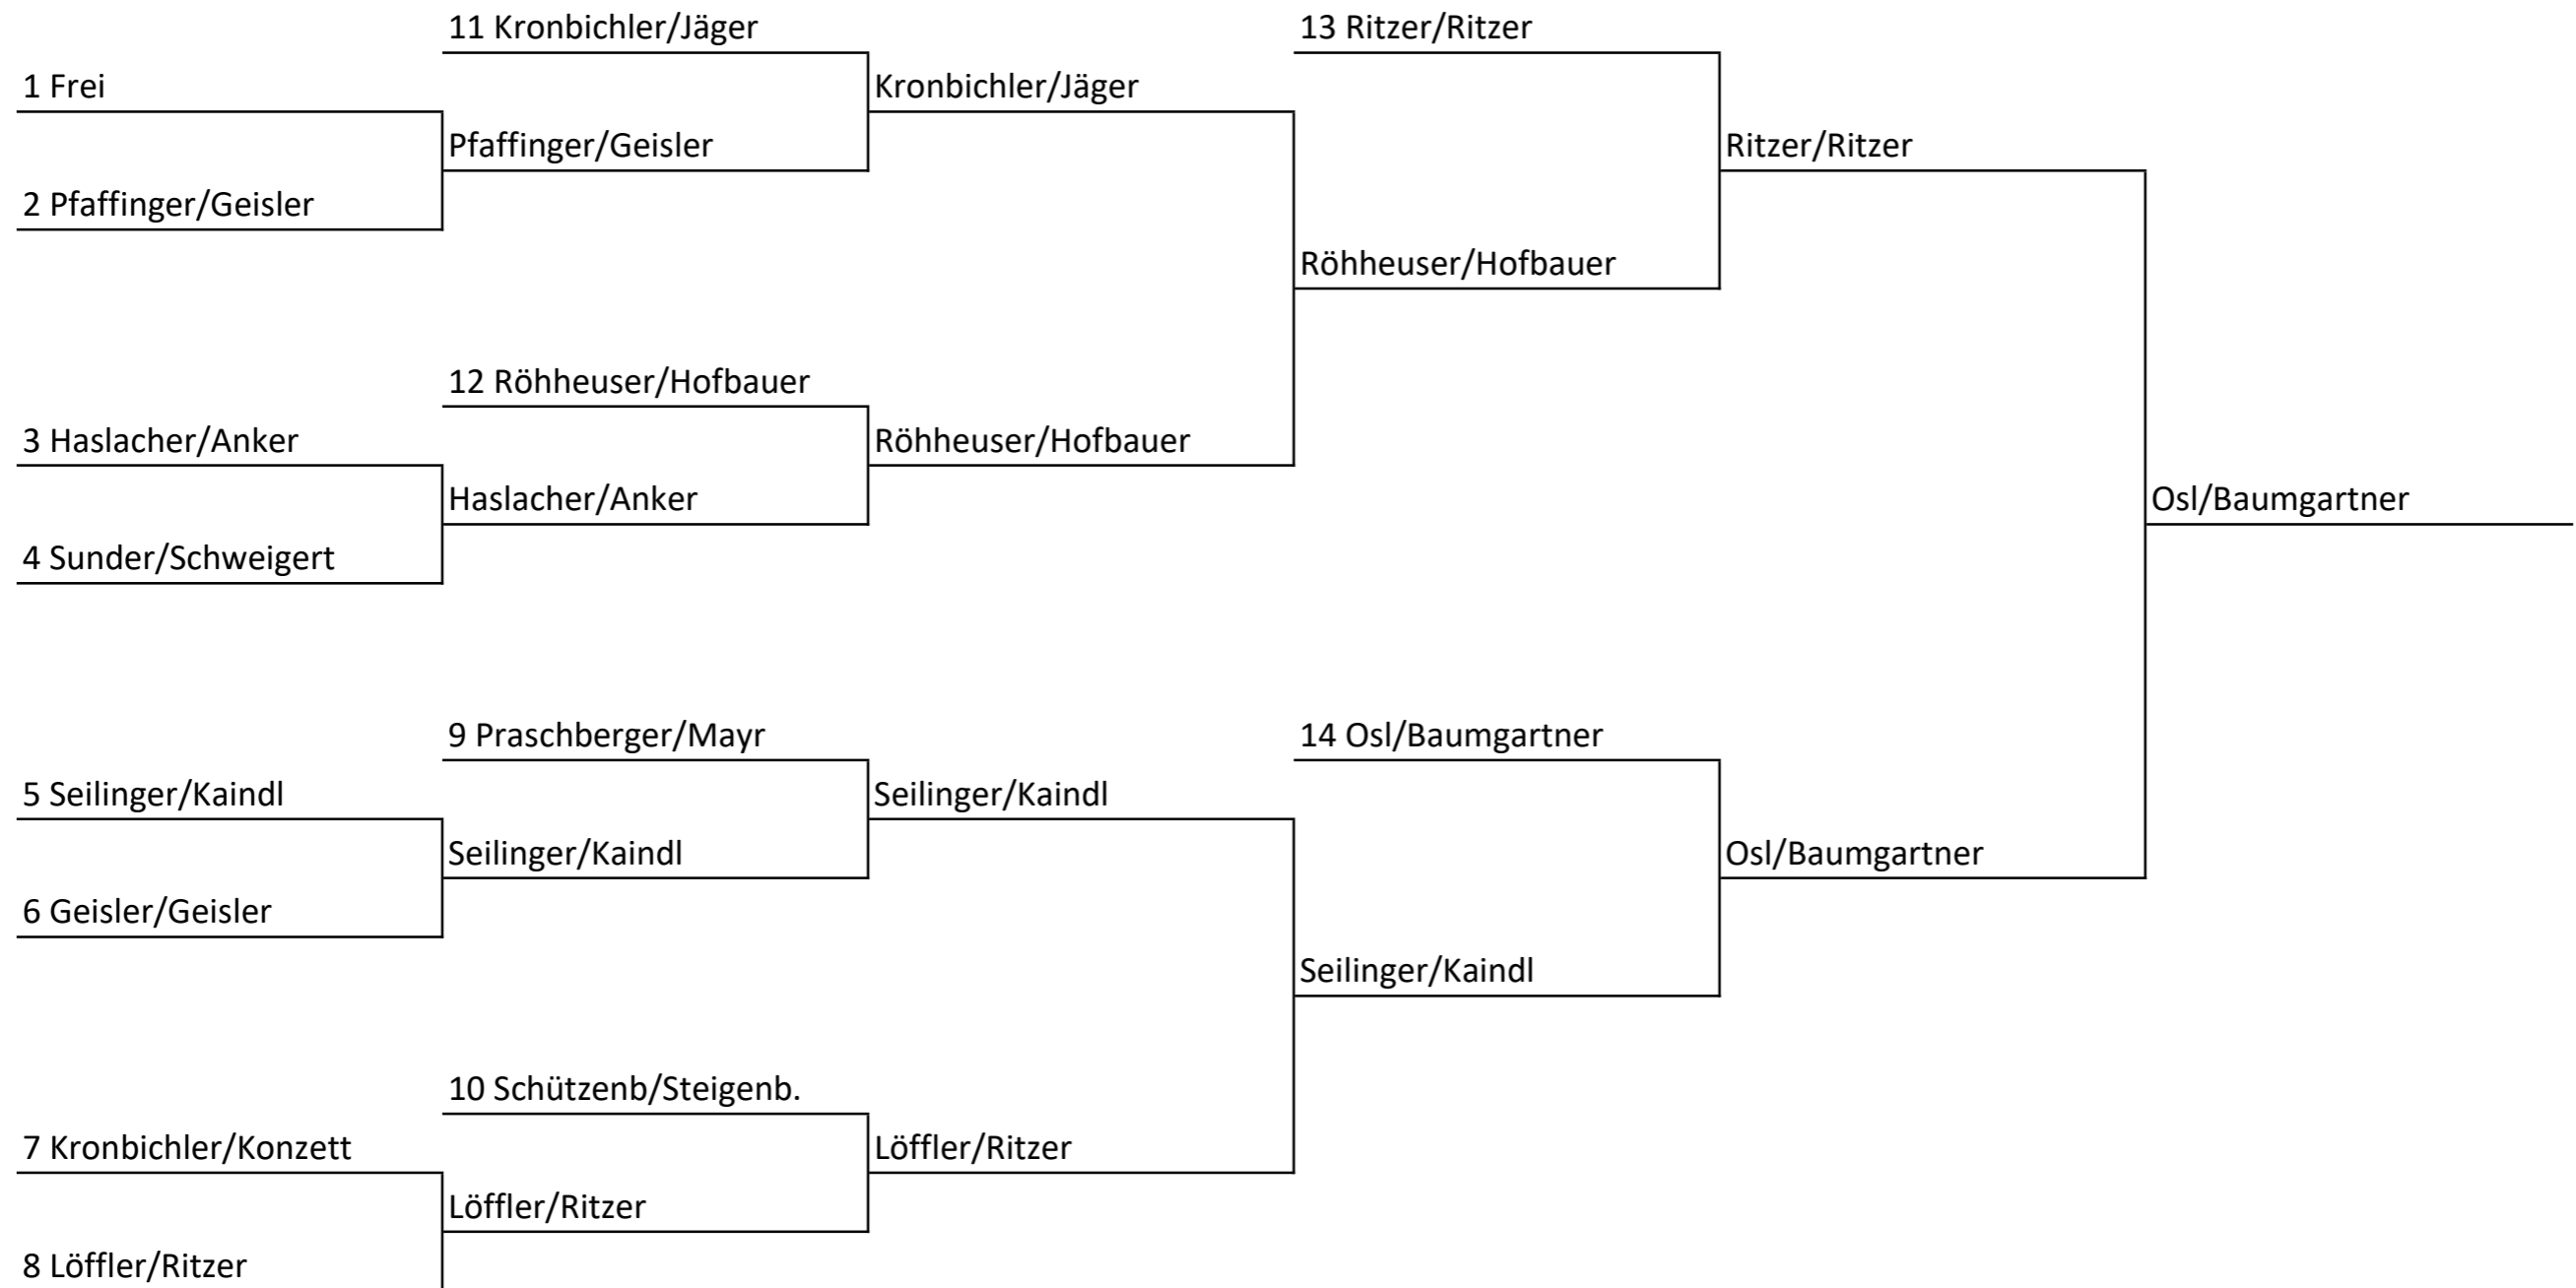 11 Kronbichler/Jäger
13 Ritzer/Ritzer
1 Frei
Kronbichler/Jäger
Pfaffinger/Geisler
Ritzer/Ritzer
2 Pfaffinger/Geisler
Röhheuser/Hofbauer
12 Röhheuser/Hofbauer
3 Haslacher/Anker
Röhheuser/Hofbauer
Haslacher/Anker
Osl/Baumgartner
4 Sunder/Schweigert
9 Praschberger/Mayr
14 Osl/Baumgartner
5 Seilinger/Kaindl
Seilinger/Kaindl
Seilinger/Kaindl
Osl/Baumgartner
6 Geisler/Geisler
Seilinger/Kaindl
10 Schützenb/Steigenb.
7 Kronbichler/Konzett
Löffler/Ritzer
Löffler/Ritzer
8 Löffler/Ritzer